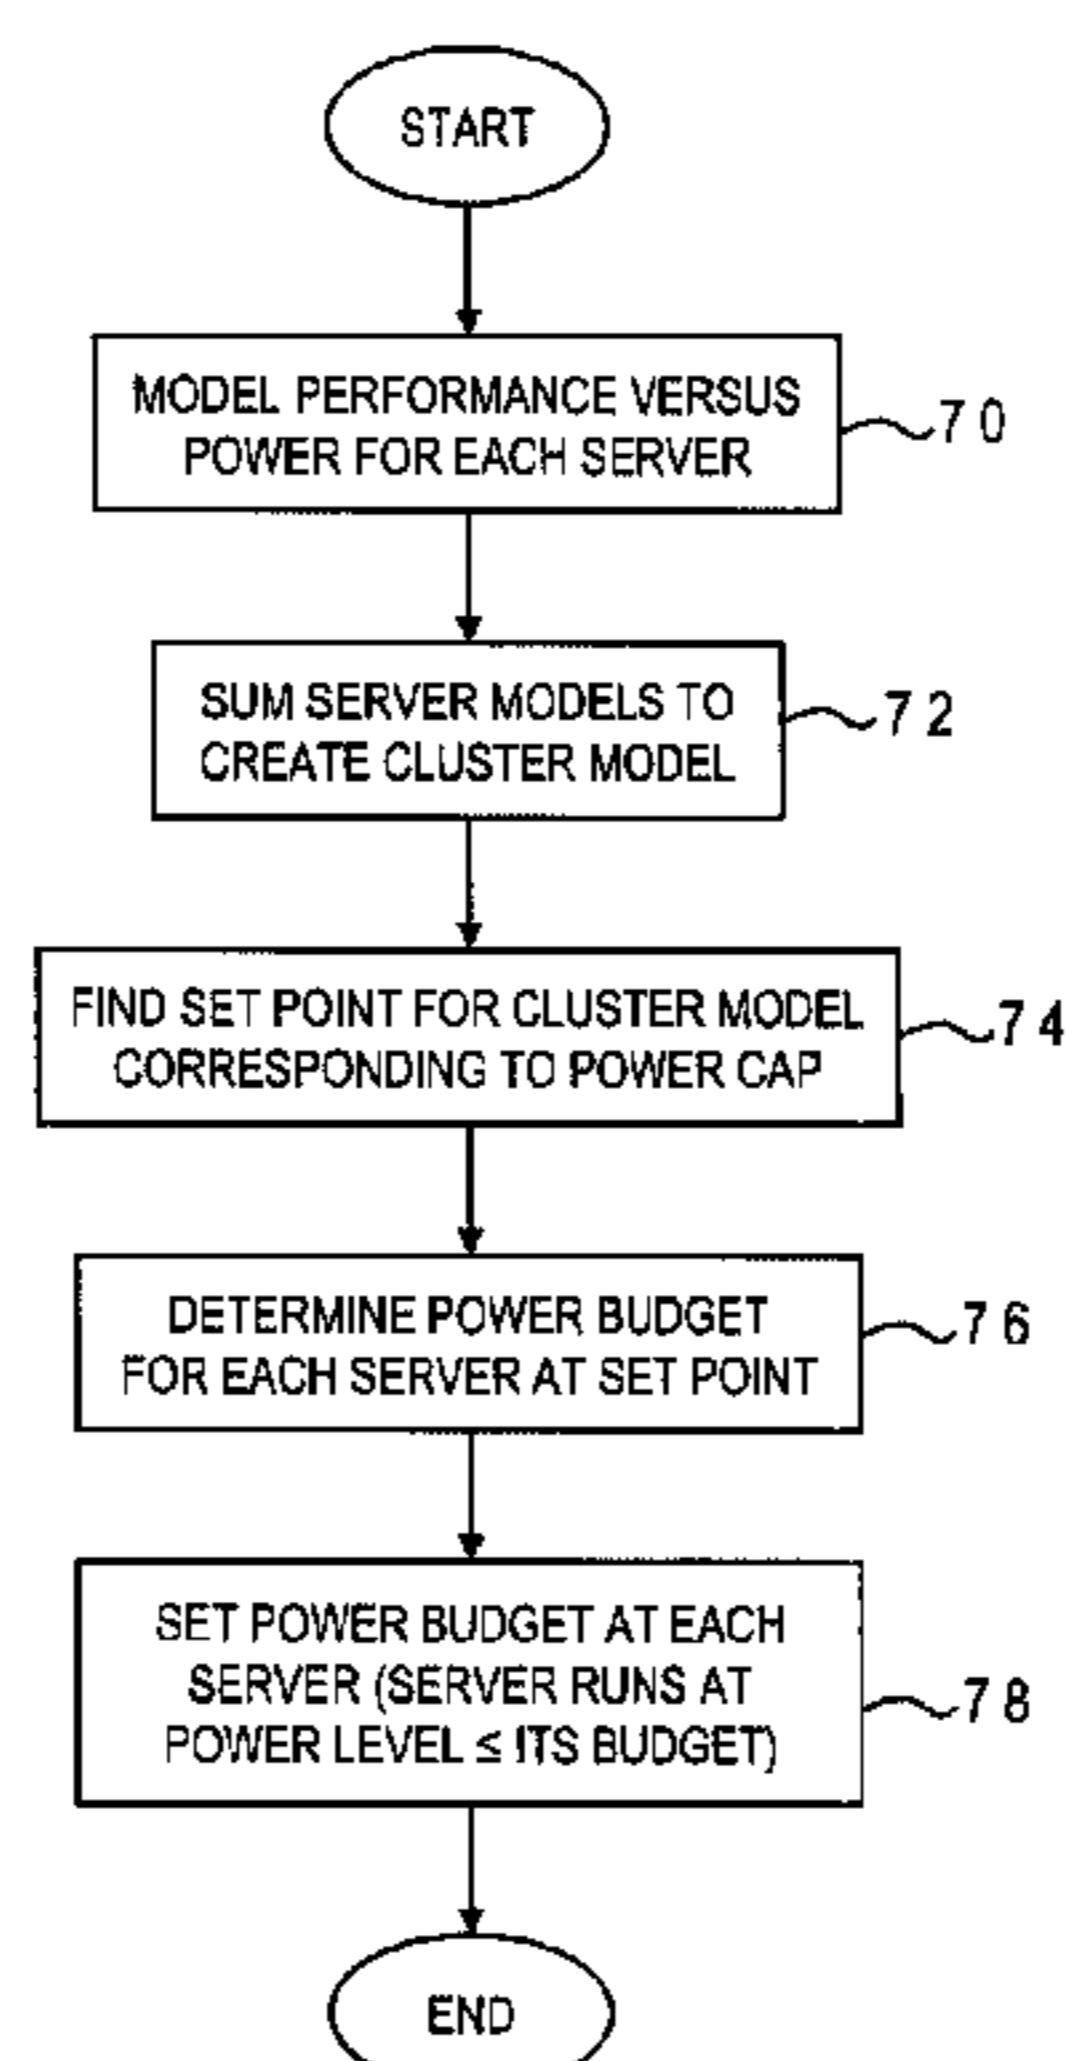 START
MODEL PERFORMANCE VERSUS
POWER FOR EACH SERVER
70
SUM SERVER MODELS TO
CREATE CLUSTER MODEL
72
FIND SET POINT FOR CLUSTER MODEL
CORRESPONDING TO POWER CAP
74
DETERMINE POWER BUDGET
FOR EACH SERVER AT SET POINT
76
SET POWER BUDGET AT EACH
SERVER (SERVER RUNS AT
POWER LEVEL ≤ ITS BUDGET)
78
END